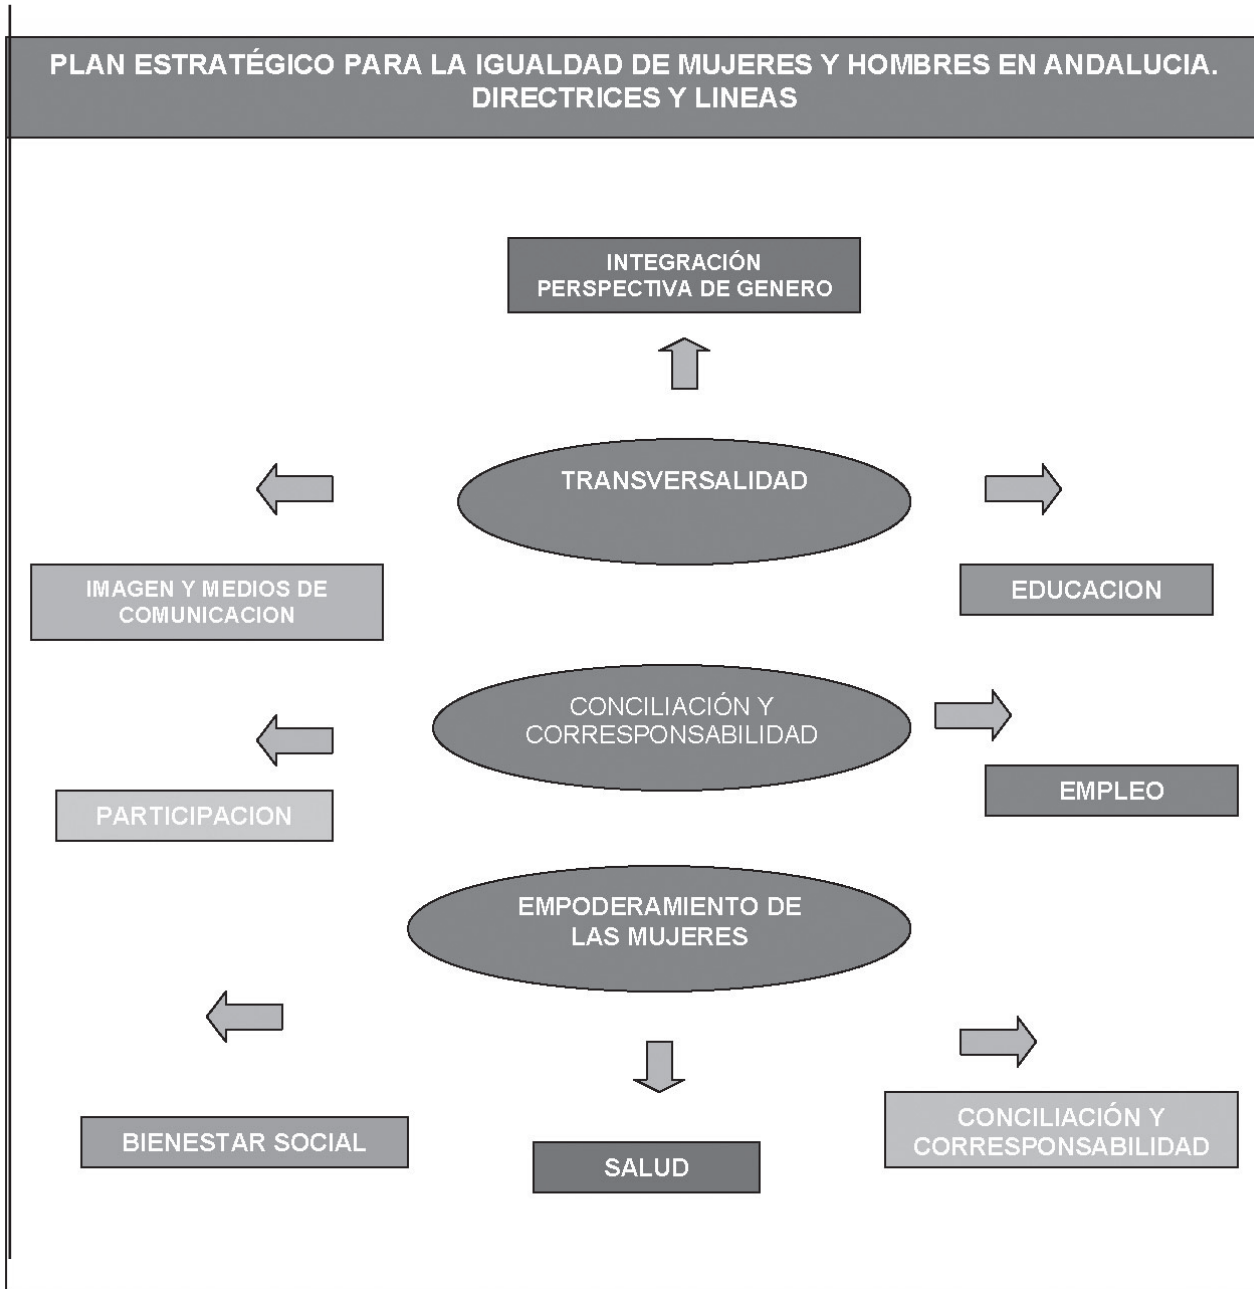 PLAN ESTRATÉGICO PARA LA IGUALDAD DE MUJERES Y HOMBRES EN ANDALUCIA.
DIRECTRICES Y LINEAS
INTEGRACIÓN
PERSPECTIVA DE GENERO
TRANSVERSALIDAD
IMAGEN Y MEDIOS DE
COMUNICACION
EDUCACION
CONCILIACIÓN Y
CORRESPONSABILIDAD
PARTICIPACION
EMPLEO
EMPODERAMIENTO DE
LAS MUJERES
BIENESTAR SOCIAL
SALUD
CONCILIACIÓN Y
CORRESPONSABILIDAD